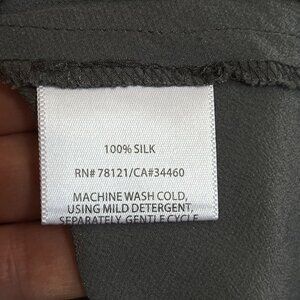 100% SILK
RN# 78121/CA#34460
MACHINE WASH COLD,
USING MILD DETERGENT,
SEPARATELY, GENTLE CYCLE